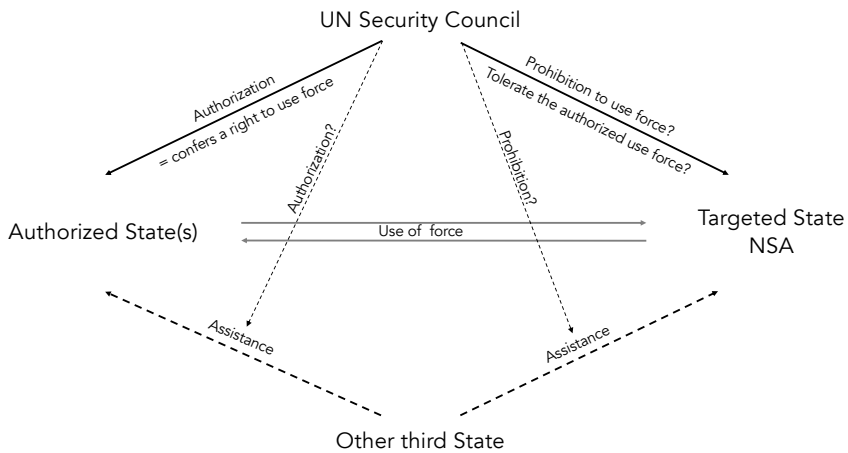 UN Security Council
Authorization
= confers a right to use force
Prohibition to use force?
Tolerate the authorized use force?
Authorization?
Prohibition?
Authorized State(s)
Use of force
Targeted State
NSA
Assistance
Assistance
Other third State